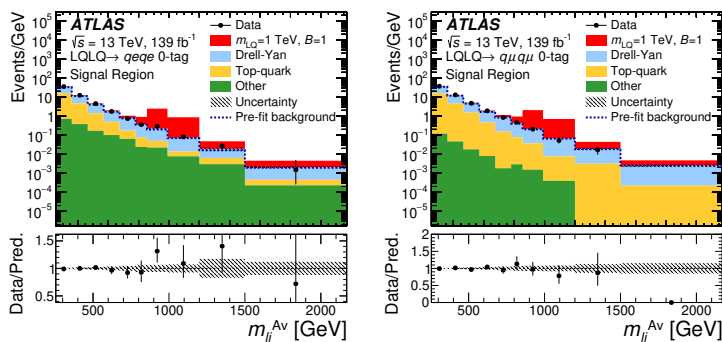 ATLAS
√s = 13 TeV, 139 fb⁻¹
LQLQ→ qeqe 0-tag
Signal Region
Data
m_LQ=1 TeV, B=1
Drell-Yan
Top-quark
Other
Uncertainty
Pre-fit background
Events/GeV
10⁵
10⁴
10³
10²
10
1
10⁻¹
10⁻²
10⁻³
10⁻⁴
10⁻⁵
Data/Pred.
1.5
1
0.5
500 1000 1500 2000
m_lj^Av [GeV]
ATLAS
√s = 13 TeV, 139 fb⁻¹
LQLQ→ qμqμ 0-tag
Signal Region
Data
m_LQ=1 TeV, B=1
Drell-Yan
Top-quark
Other
Uncertainty
Pre-fit background
Events/GeV
10⁵
10⁴
10³
10²
10
1
10⁻¹
10⁻²
10⁻³
10⁻⁴
10⁻⁵
Data/Pred.
2
1.5
1
0.5
0
500 1000 1500 2000
m_lj^Av [GeV]